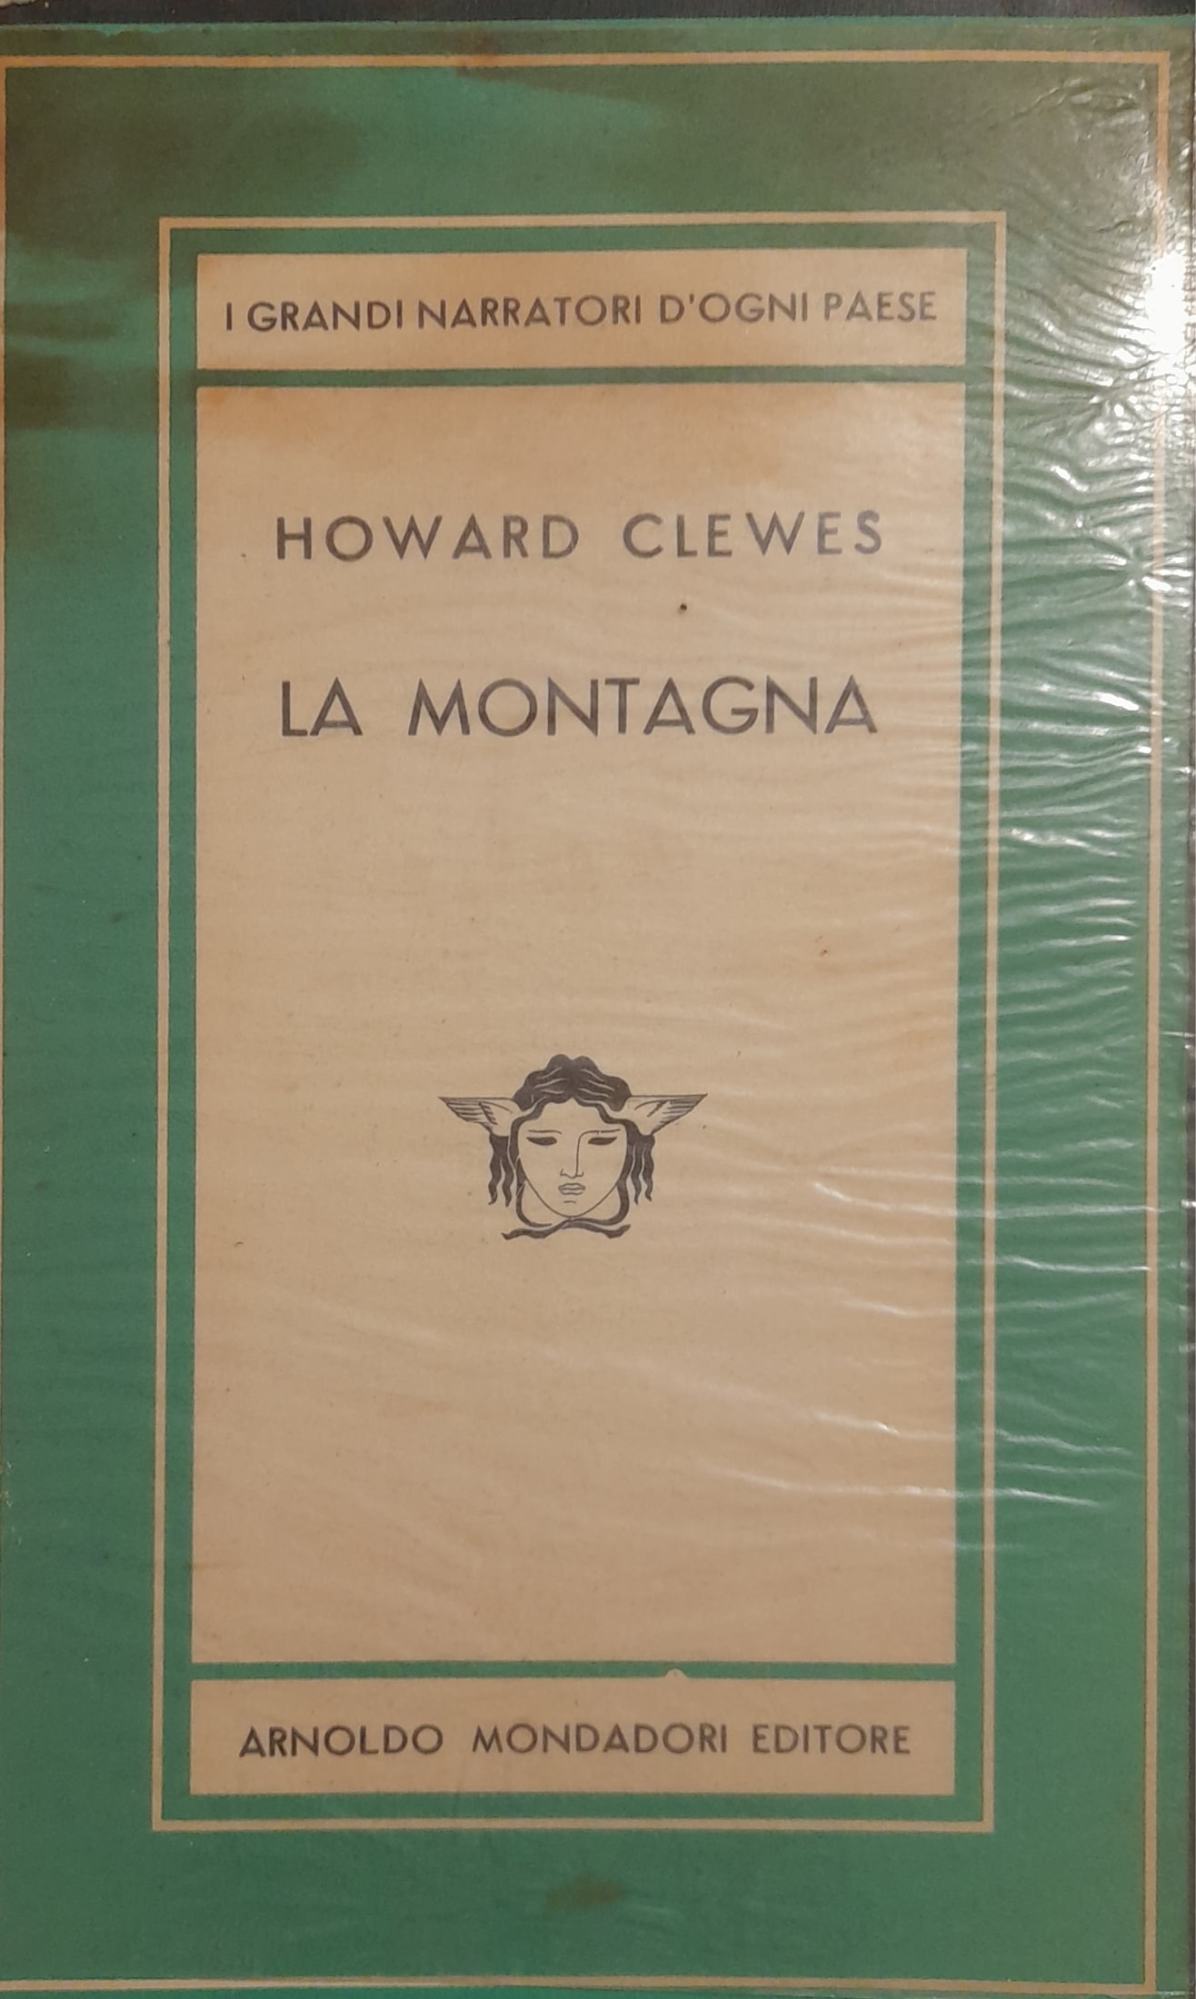 I GRANDI NARRATORI D'OGNI PAESE
HOWARD CLEWES
LA MONTAGNA
ARNOLDO MONDADORI EDITORE